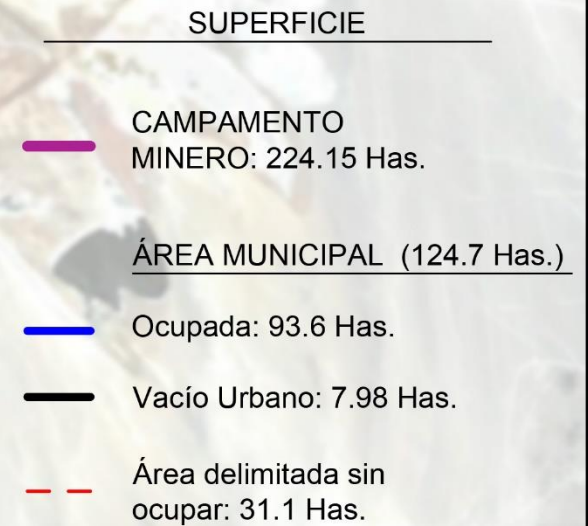 SUPERFICIE
CAMPAMENTO
MINERO: 224.15 Has.
ÁREA MUNICIPAL (124.7 Has.)
Ocupada: 93.6 Has.
Vacío Urbano: 7.98 Has.
Área delimitada sin
ocupar: 31.1 Has.